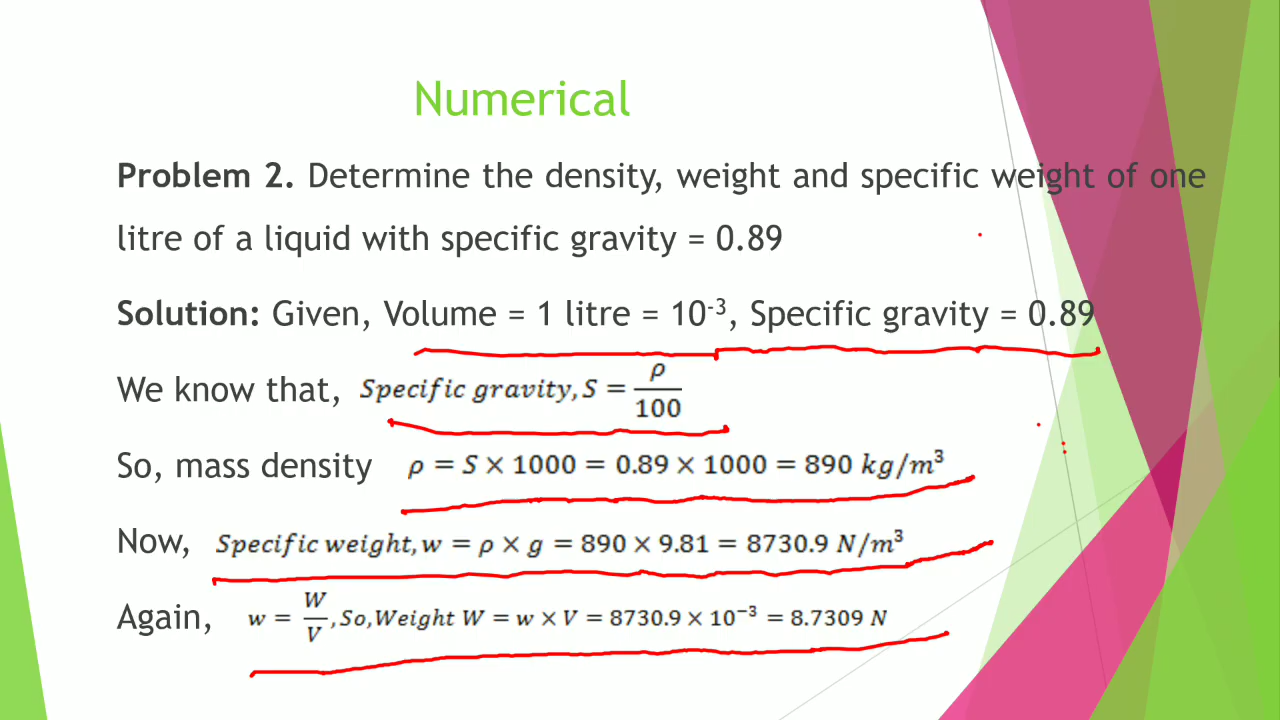 Numerical
Problem 2. Determine the density, weight and specific weight of one
litre of a liquid with specific gravity = 0.89
Solution: Given, Volume = 1 litre = 10⁻³, Specific gravity = 0.89
We know that, Specific gravity, S = ρ/100
So, mass density ρ = S × 1000 = 0.89 × 1000 = 890 kg/m³
Now, Specific weight, w = ρ × g = 890 × 9.81 = 8730.9 N/m³
Again, w = W/V, So, Weight W = w × V = 8730.9 × 10⁻³ = 8.7309 N